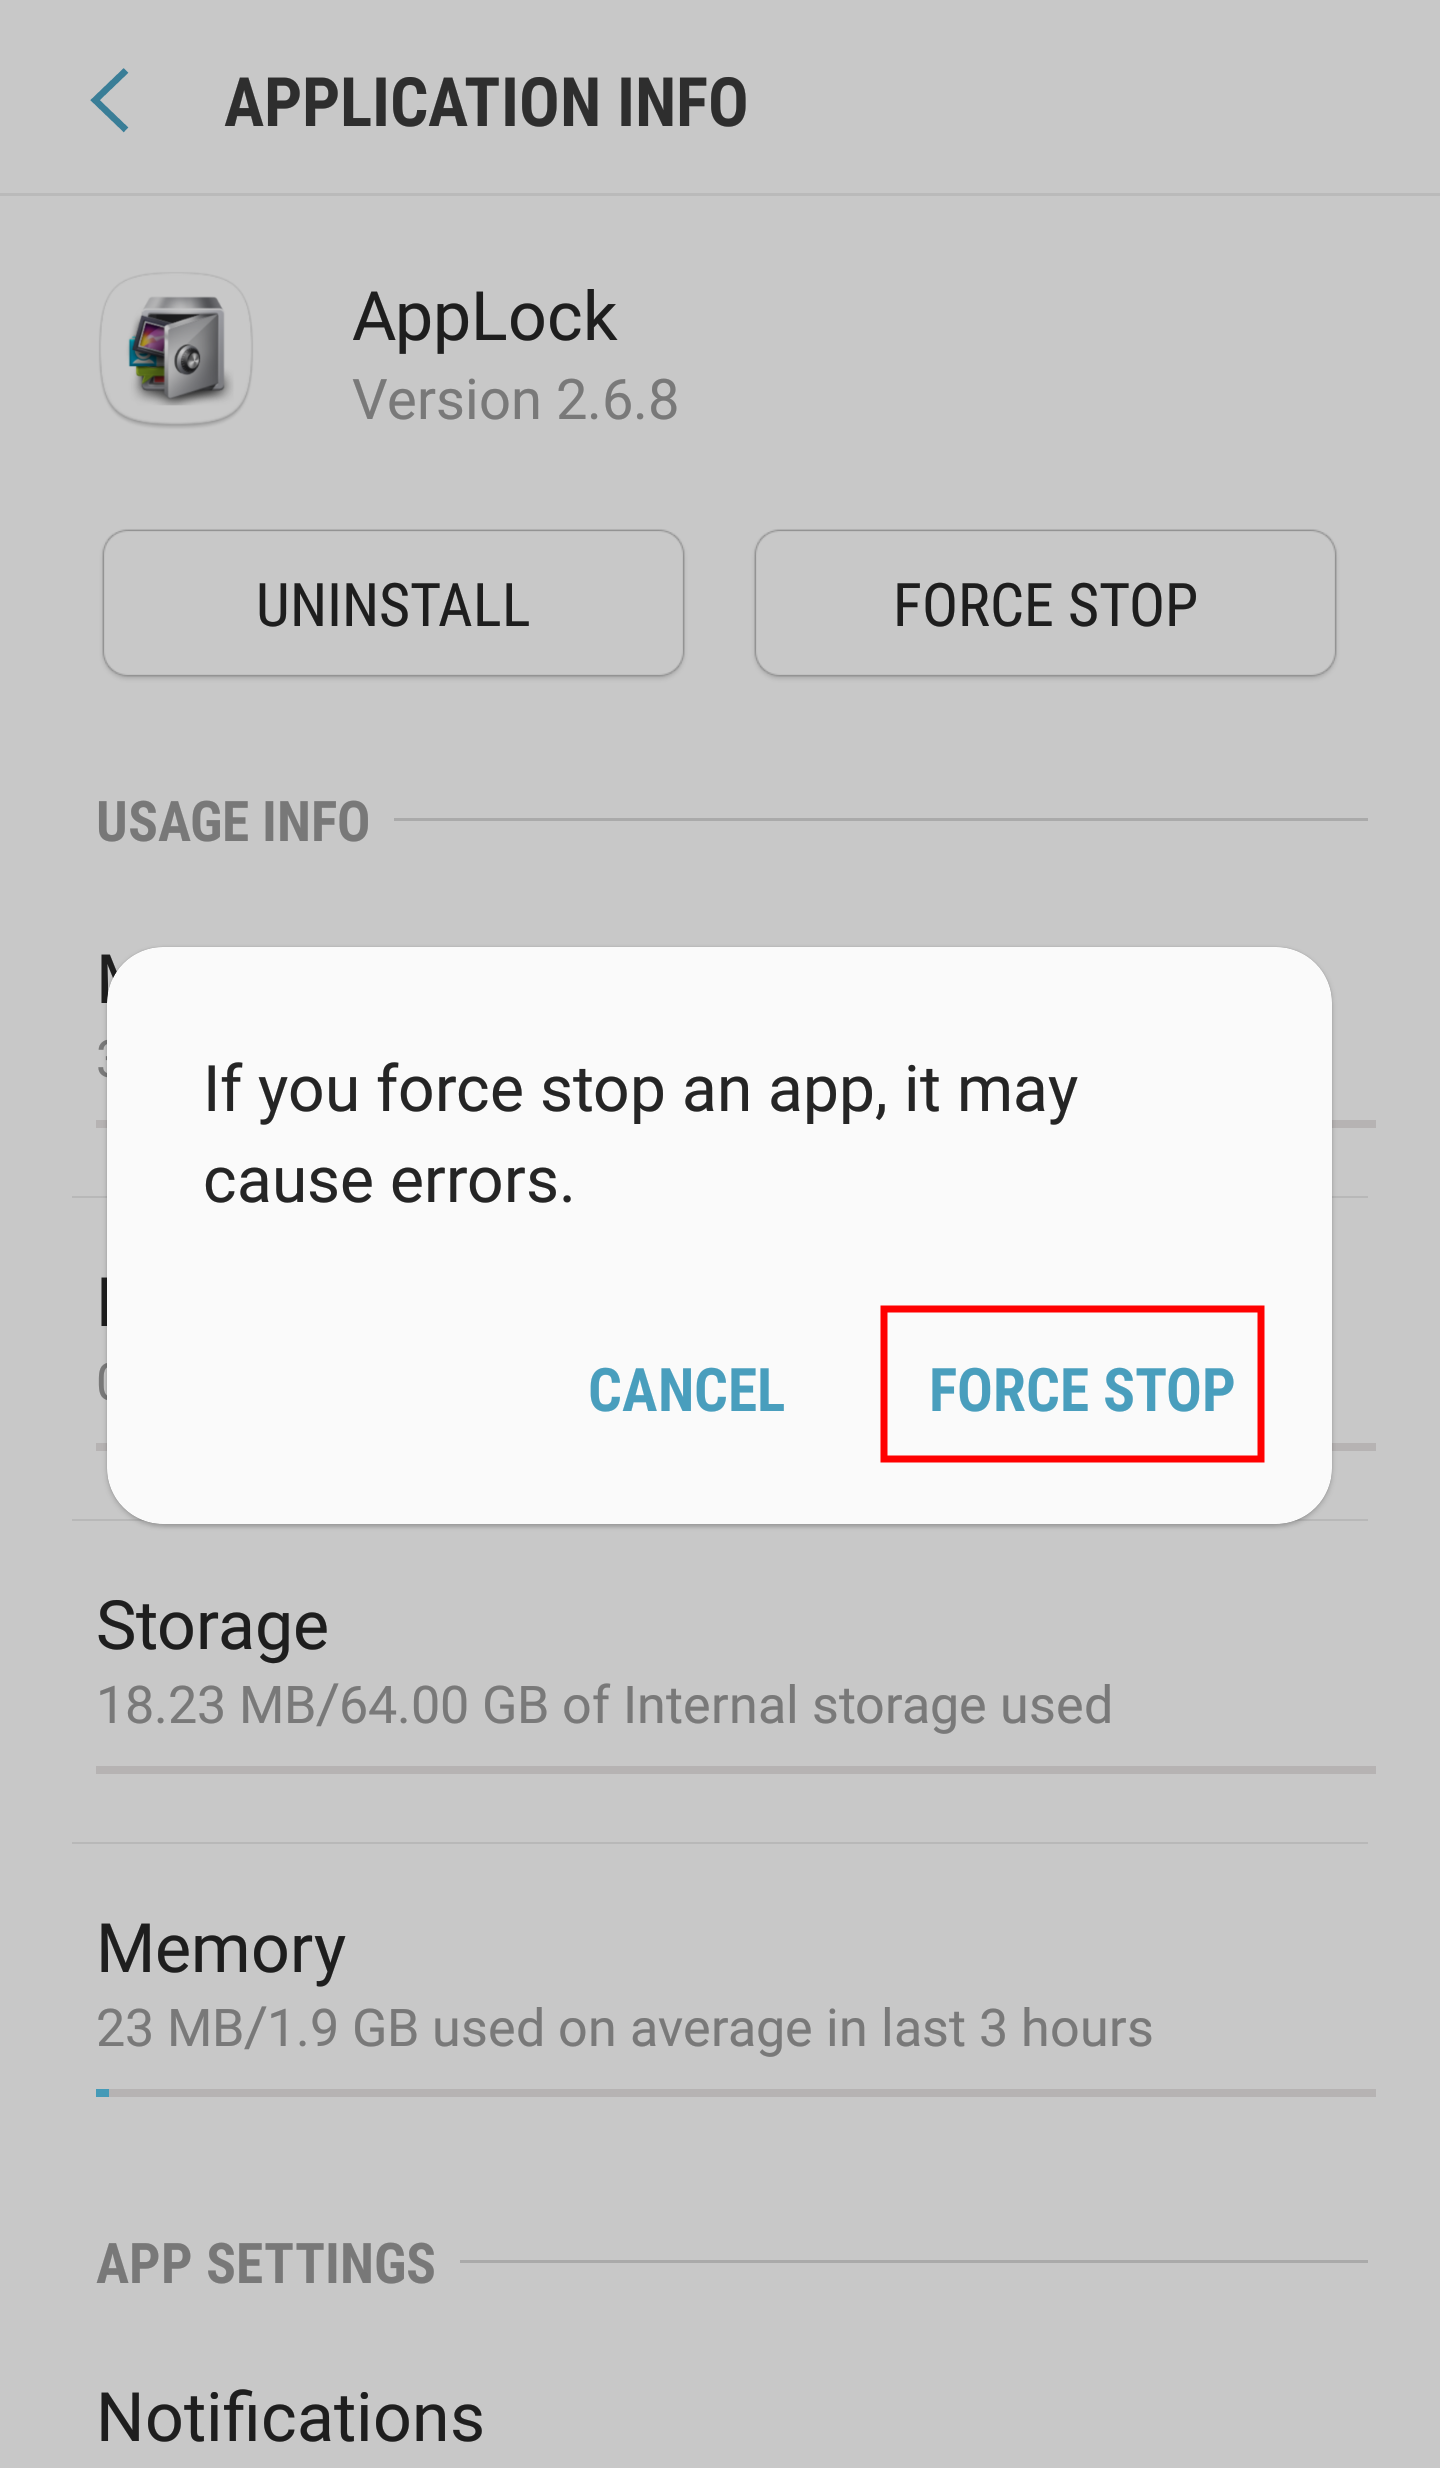 APPLICATION INFO
AppLock
Version 2.6.8
UNINSTALL
FORCE STOP
USAGE INFO
If you force stop an app, it may
cause errors.
CANCEL
FORCE STOP
Storage
18.23 MB/64.00 GB of Internal storage used
Memory
23 MB/1.9 GB used on average in last 3 hours
APP SETTINGS
Notifications